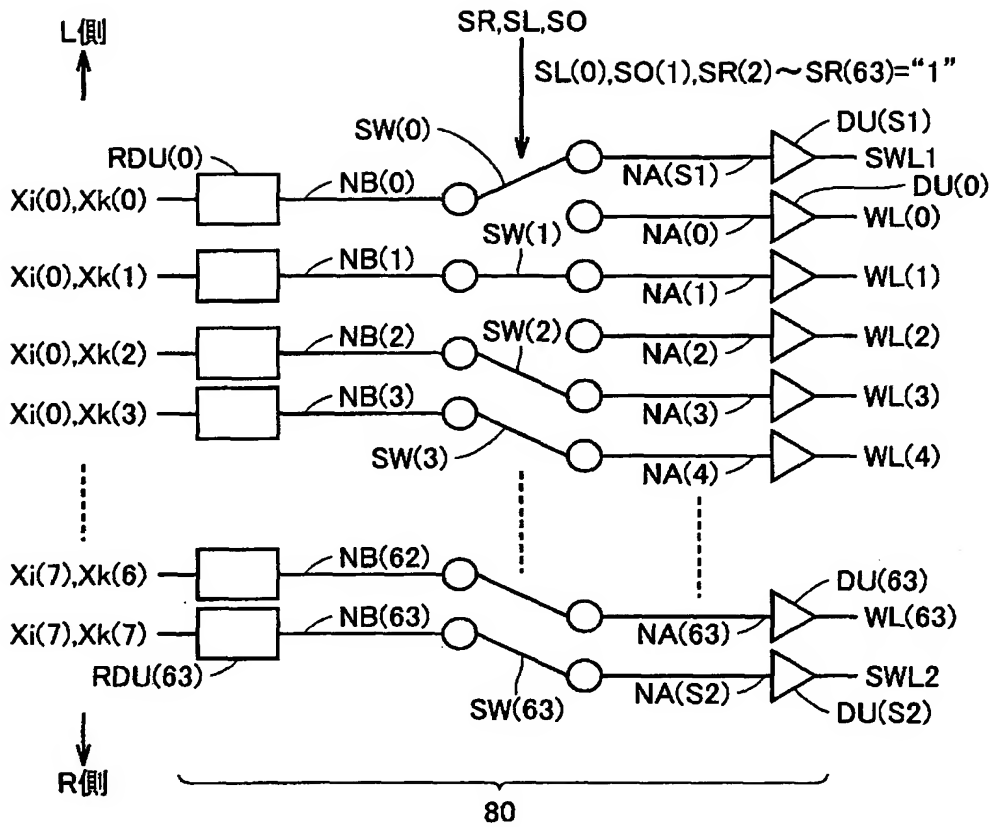 L側
SR,SL,SO
SL(0),SO(1),SR(2)～SR(63)="1"
SW(0)
DU(S1)
RDU(0)
NB(0)
NA(S1)
SWL1
DU(0)
Xi(0),Xk(0)
SW(1)
NA(0)
WL(0)
Xi(0),Xk(1)
NB(1)
NA(1)
WL(1)
Xi(0),Xk(2)
NB(2)
SW(2)
NA(2)
WL(2)
Xi(0),Xk(3)
NB(3)
NA(3)
WL(3)
SW(3)
NA(4)
WL(4)
Xi(7),Xk(6)
NB(62)
DU(63)
Xi(7),Xk(7)
NB(63)
NA(63)
WL(63)
RDU(63)
SW(63)
NA(S2)
SWL2
DU(S2)
R側
80